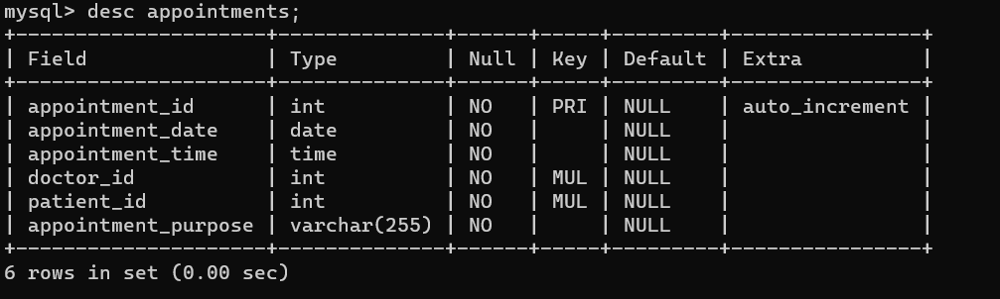 mysql> desc appointments;
+---------------------+--------------+------+-----+---------+----------------+
| Field               | Type         | Null | Key | Default | Extra          |
+---------------------+--------------+------+-----+---------+----------------+
| appointment_id      | int          | NO   | PRI | NULL    | auto_increment |
| appointment_date    | date         | NO   |     | NULL    |                |
| appointment_time    | time         | NO   |     | NULL    |                |
| doctor_id           | int          | NO   | MUL | NULL    |                |
| patient_id          | int          | NO   | MUL | NULL    |                |
| appointment_purpose | varchar(255) | NO   |     | NULL    |                |
+---------------------+--------------+------+-----+---------+----------------+
6 rows in set (0.00 sec)